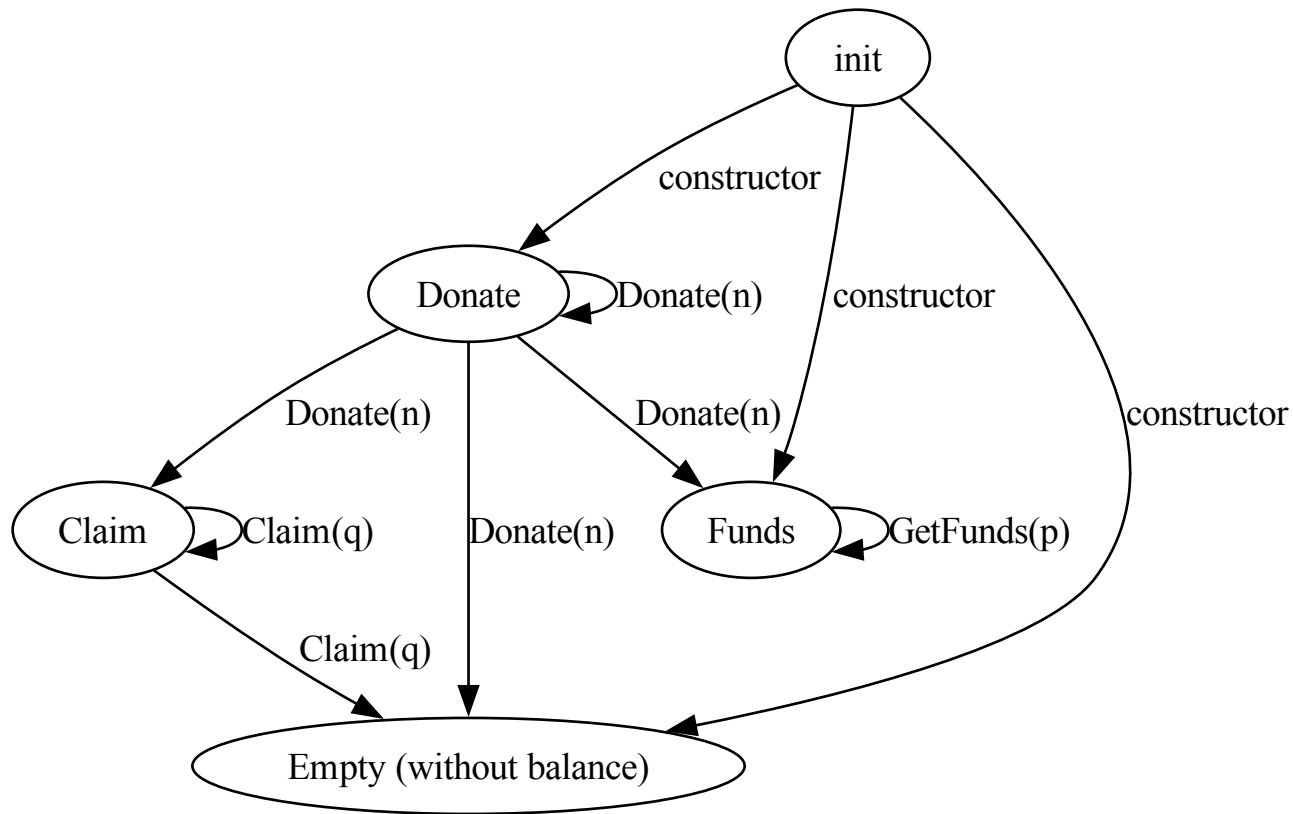 init
constructor
Donate
Donate(n)
constructor
Donate(n)
Donate(n)
constructor
Claim
Claim(q)
Donate(n)
Funds
GetFunds(p)
Claim(q)
Empty (without balance)